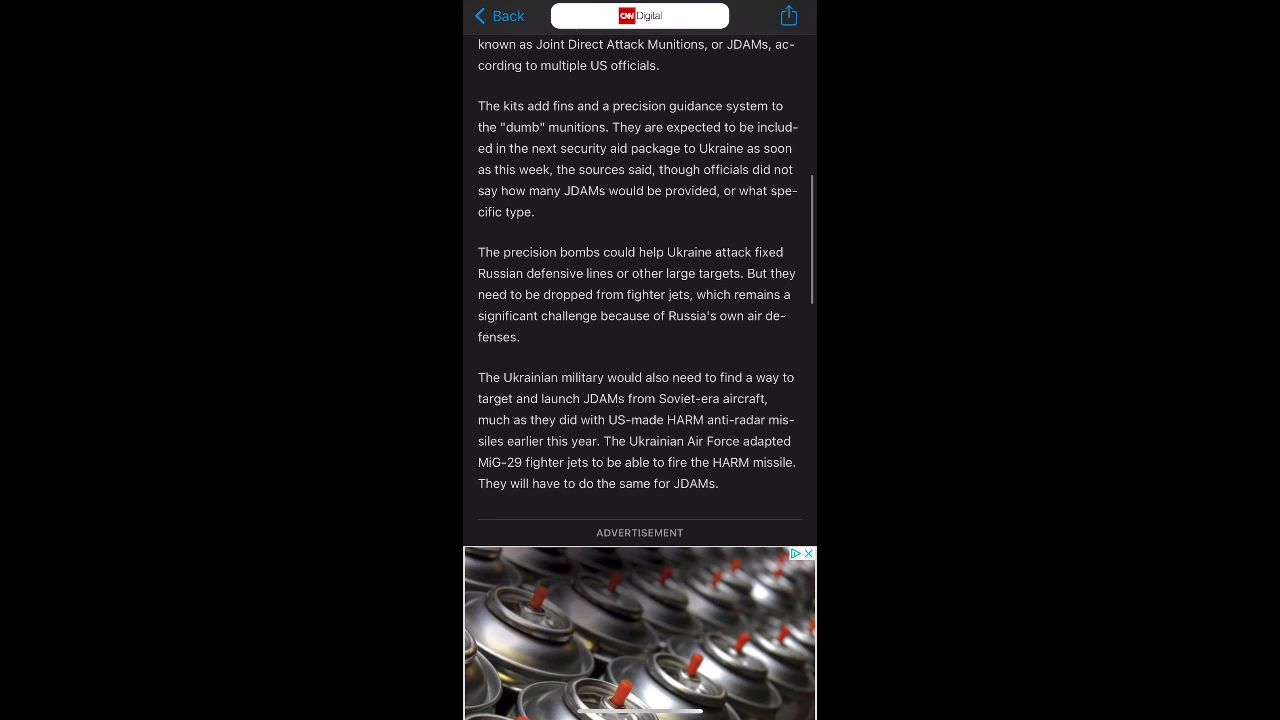 Back
CNN Digital
known as Joint Direct Attack Munitions, or JDAMs, ac-
cording to multiple US officials.
The kits add fins and a precision guidance system to
the "dumb" munitions. They are expected to be includ-
ed in the next security aid package to Ukraine as soon
as this week, the sources said, though officials did not
say how many JDAMs would be provided, or what spe-
cific type.
The precision bombs could help Ukraine attack fixed
Russian defensive lines or other large targets. But they
need to be dropped from fighter jets, which remains a
significant challenge because of Russia's own air de-
fenses.
The Ukrainian military would also need to find a way to
target and launch JDAMs from Soviet-era aircraft,
much as they did with US-made HARM anti-radar mis-
siles earlier this year. The Ukrainian Air Force adapted
MiG-29 fighter jets to be able to fire the HARM missile.
They will have to do the same for JDAMs.
ADVERTISEMENT